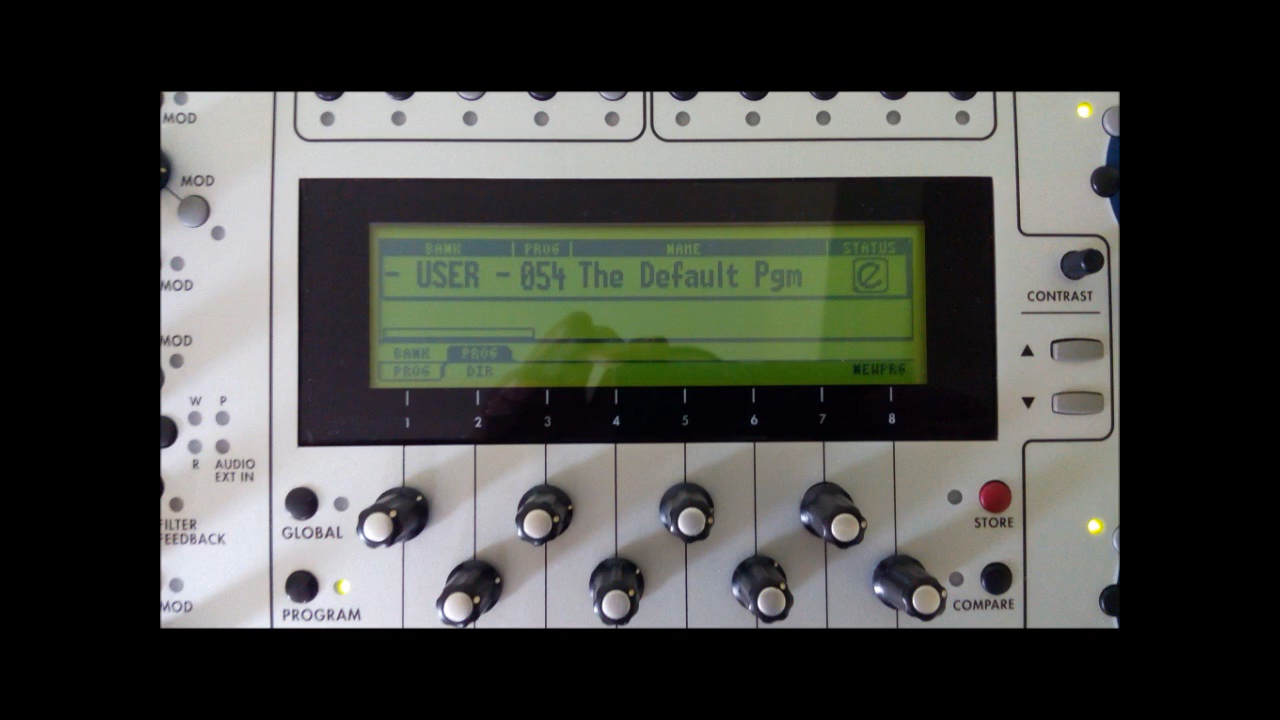 MOD
MOD
MOD
MOD
W P
R AUDIO
EXT IN
FILTER
FEEDBACK
MOD
BANK PROG NAME STATUS
- USER - 054 The Default Pgm e
BANK PROG
PROG DIR NEWPRG
1 2 3 4 5 6 7 8
CONTRAST
▲
▼
GLOBAL
STORE
PROGRAM
COMPARE